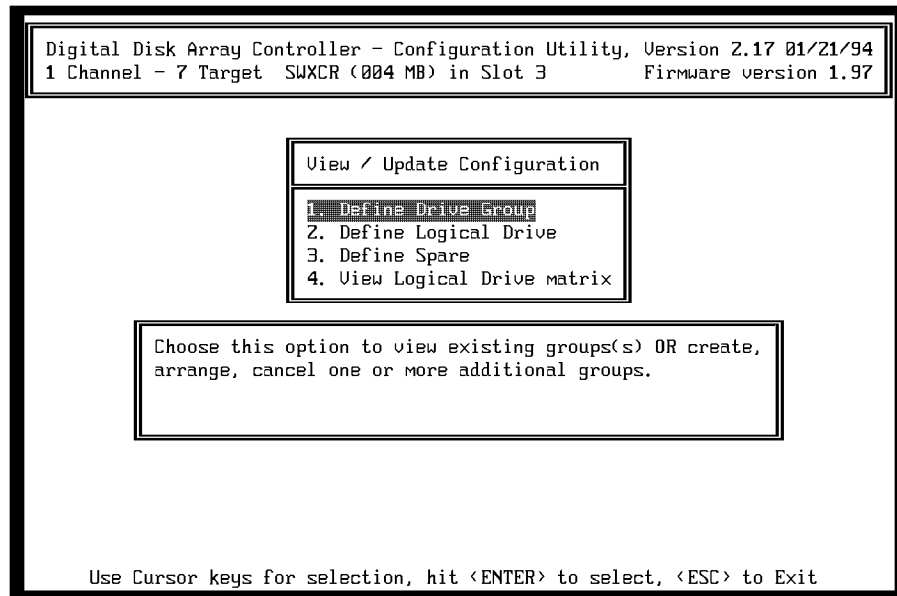 Digital Disk Array Controller – Configuration Utility, Version 2.17 01/21/94
1 Channel – 7 Target SWXCR (004 MB) in Slot 3 Firmware version 1.97
View / Update Configuration
1. Define Drive Group
2. Define Logical Drive
3. Define Spare
4. View Logical Drive matrix
Choose this option to view existing groups(s) OR create,
arrange, cancel one or more additional groups.
Use Cursor keys for selection, hit <ENTER> to select, <ESC> to Exit